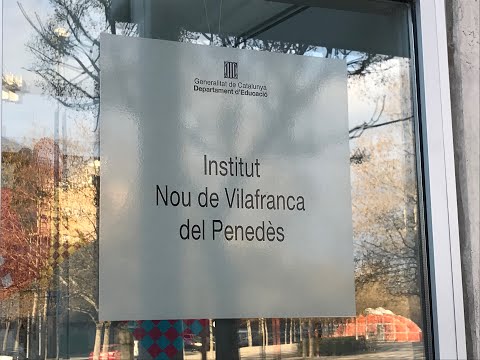 Generalitat de Catalunya
Departament d'Educació
Institut
Nou de Vilafranca
del Penedès